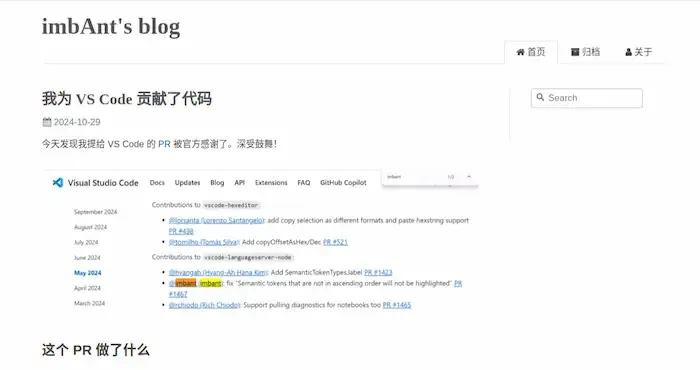 imbAnt's blog
首页
归档
关于
我为 VS Code 贡献了代码
Search
2024-10-29
今天发现我提给 VS Code 的 PR 被官方感谢了。深受鼓舞！
Visual Studio Code Docs Updates Blog API Extensions FAQ GitHub Copilot
imbant 1/2
September 2024
August 2024
July 2024
June 2024
May 2024
April 2024
March 2024
Contributions to vscode-hexeditor
@lorsanta (Lorenzo Santangelo): add copy selection as different formats and paste hexstring support
PR #498
@tomilho (Tomás Silva): Add copyOffsetAsHex/Dec PR #521
Contributions to vscode-languageserver-node
@hyangah (Hyang-Ah Hana Kim): Add SemanticTokenTypes.label PR #1423
@imbant (imbant): fix "Semantic tokens that are not in ascending order will not be highlighted" PR
#1467
@rchiodo (Rich Chiodo): Support pulling diagnostics for notebooks too PR #1465
这个 PR 做了什么